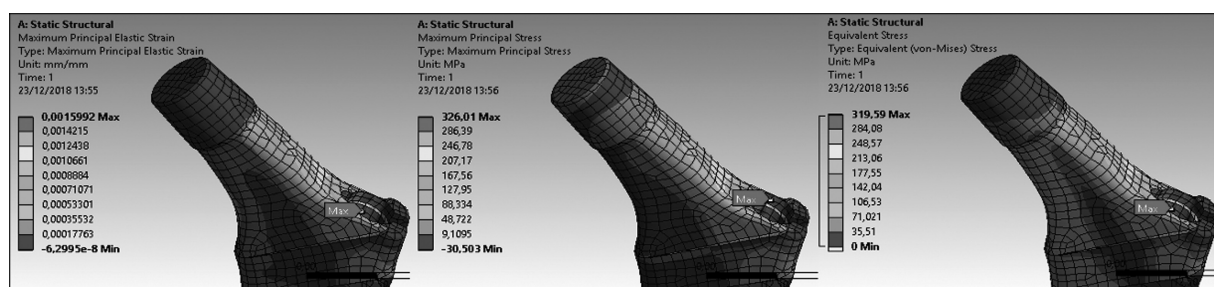 A: Static Structural
Maximum Principal Elastic Strain
Type: Maximum Principal Elastic Strain
Unit: mm/mm
Time: 1
23/12/2018 13:55
0,0015992 Max
0,0014215
0,0012438
0,0010661
0,0008884
0,00071071
0,00053301
0,00035532
0,00017763
-6,2995e-8 Min
Max
A: Static Structural
Maximum Principal Stress
Type: Maximum Principal Stress
Unit: MPa
Time: 1
23/12/2018 13:56
326,01 Max
286,39
246,78
207,17
167,56
127,95
88,334
48,722
9,1095
-30,503 Min
Max
A: Static Structural
Equivalent Stress
Type: Equivalent (von-Mises) Stress
Unit: MPa
Time: 1
23/12/2018 13:56
319,59 Max
284,08
248,57
213,06
177,55
142,04
106,53
71,021
35,51
0 Min
Max